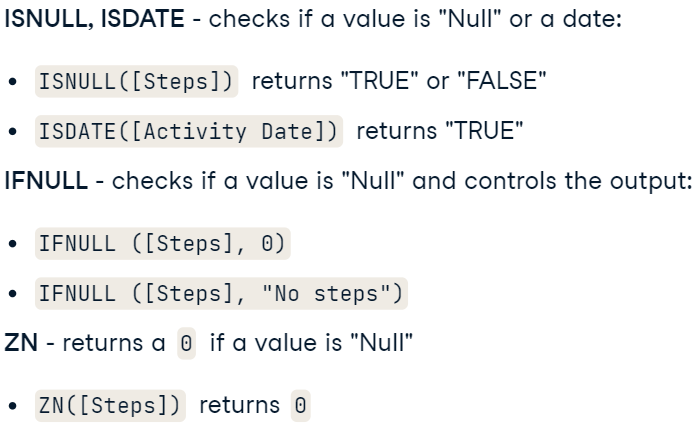 ISNULL, ISDATE - checks if a value is "Null" or a date:
• ISNULL([Steps]) returns "TRUE" or "FALSE"
• ISDATE([Activity Date]) returns "TRUE"
IFNULL - checks if a value is "Null" and controls the output:
• IFNULL ([Steps], 0)
• IFNULL ([Steps], "No steps")
ZN - returns a 0 if a value is "Null"
• ZN([Steps]) returns 0